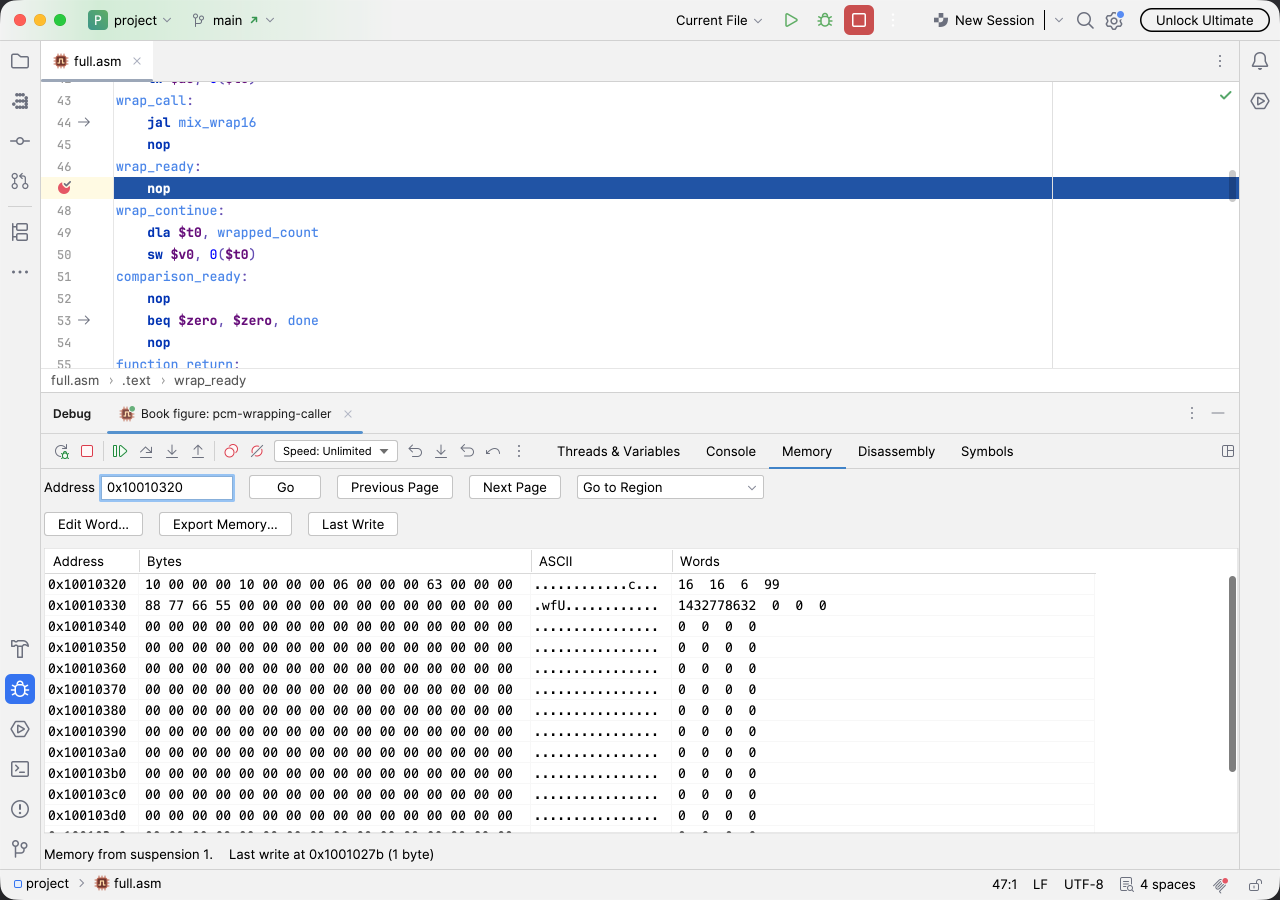 P project main Current File New Session Unlock Ultimate
full.asm
43 wrap_call:
44 jal mix_wrap16
45 nop
46 wrap_ready:
nop
48 wrap_continue:
49 dla $t0, wrapped_count
50 sw $v0, 0($t0)
51 comparison_ready:
52 nop
53 beq $zero, $zero, done
54 nop
55 function_return:
full.asm › .text › wrap_ready
Debug Book figure: pcm-wrapping-caller
Speed: Unlimited Threads & Variables Console Memory Disassembly Symbols
Address 0x10010320 Go Previous Page Next Page Go to Region
Edit Word... Export Memory... Last Write
Address Bytes ASCII Words
0x10010320 10 00 00 00 10 00 00 00 06 00 00 00 63 00 00 00 ............c... 16 16 6 99
0x10010330 88 77 66 55 00 00 00 00 00 00 00 00 00 00 00 00 .wfU............ 1432778632 0 0 0
0x10010340 00 00 00 00 00 00 00 00 00 00 00 00 00 00 00 00 ................ 0 0 0 0
0x10010350 00 00 00 00 00 00 00 00 00 00 00 00 00 00 00 00 ................ 0 0 0 0
0x10010360 00 00 00 00 00 00 00 00 00 00 00 00 00 00 00 00 ................ 0 0 0 0
0x10010370 00 00 00 00 00 00 00 00 00 00 00 00 00 00 00 00 ................ 0 0 0 0
0x10010380 00 00 00 00 00 00 00 00 00 00 00 00 00 00 00 00 ................ 0 0 0 0
0x10010390 00 00 00 00 00 00 00 00 00 00 00 00 00 00 00 00 ................ 0 0 0 0
0x100103a0 00 00 00 00 00 00 00 00 00 00 00 00 00 00 00 00 ................ 0 0 0 0
0x100103b0 00 00 00 00 00 00 00 00 00 00 00 00 00 00 00 00 ................ 0 0 0 0
0x100103c0 00 00 00 00 00 00 00 00 00 00 00 00 00 00 00 00 ................ 0 0 0 0
0x100103d0 00 00 00 00 00 00 00 00 00 00 00 00 00 00 00 00 ................ 0 0 0 0
Memory from suspension 1. Last write at 0x1001027b (1 byte)
project › full.asm 47:1 LF UTF-8 4 spaces